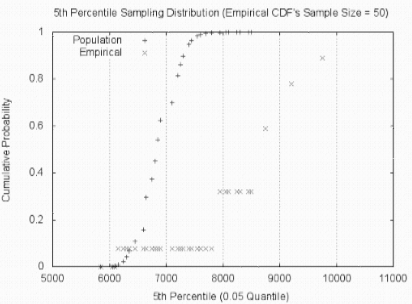 5th Percentile Sampling Distribution (Empirical CDF's Sample Size = 50)
Population +
Empirical ×
1
0.8
0.6
0.4
0.2
0
Cumulative Probability
5000 6000 7000 8000 9000 10000 11000
5th Percentile (0.05 Quantile)